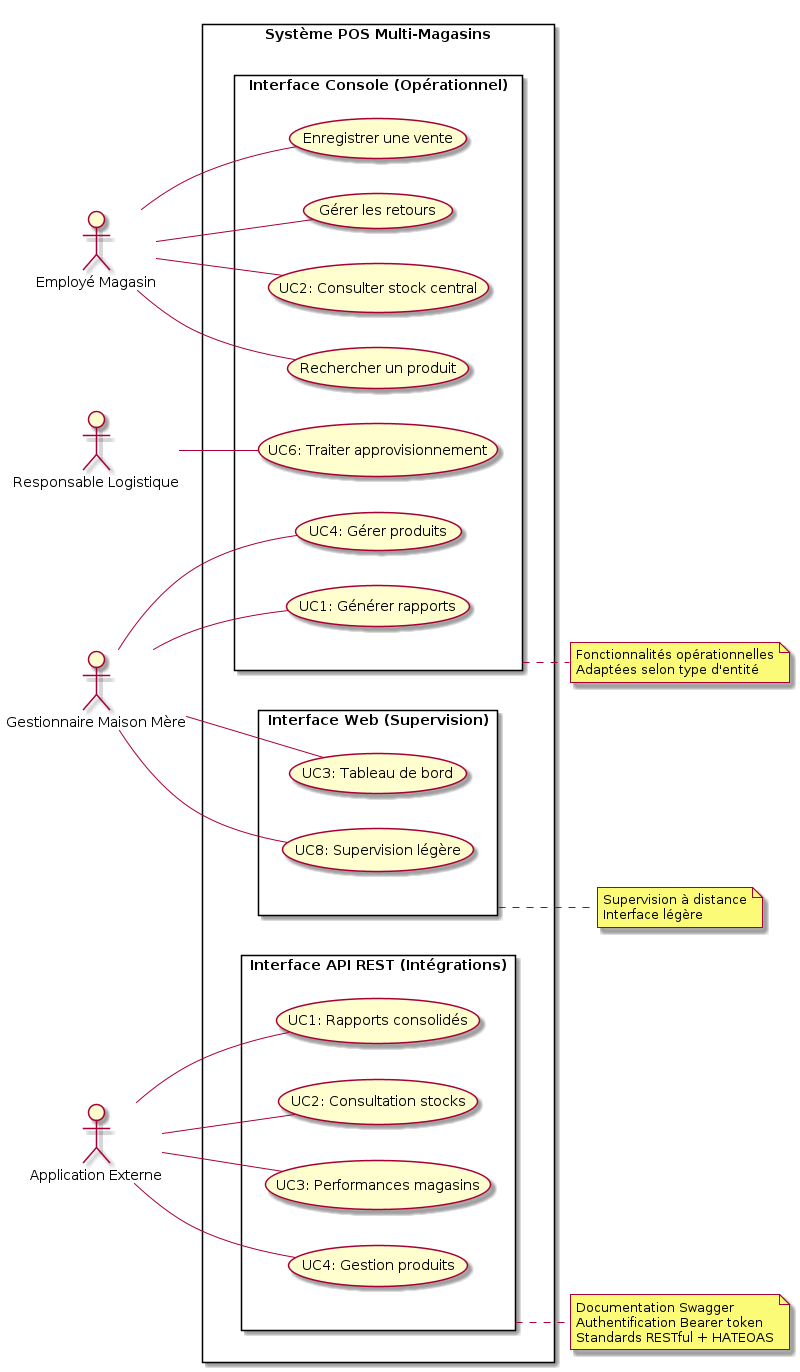 Système POS Multi-Magasins
Interface Console (Opérationnel)
Enregistrer une vente
Gérer les retours
UC2: Consulter stock central
Rechercher un produit
UC6: Traiter approvisionnement
UC4: Gérer produits
UC1: Générer rapports
Employé Magasin
Responsable Logistique
Gestionnaire Maison Mère
Fonctionnalités opérationnelles
Adaptées selon type d'entité
Interface Web (Supervision)
UC3: Tableau de bord
UC8: Supervision légère
Supervision à distance
Interface légère
Interface API REST (Intégrations)
UC1: Rapports consolidés
UC2: Consultation stocks
UC3: Performances magasins
UC4: Gestion produits
Application Externe
Documentation Swagger
Authentification Bearer token
Standards RESTful + HATEOAS